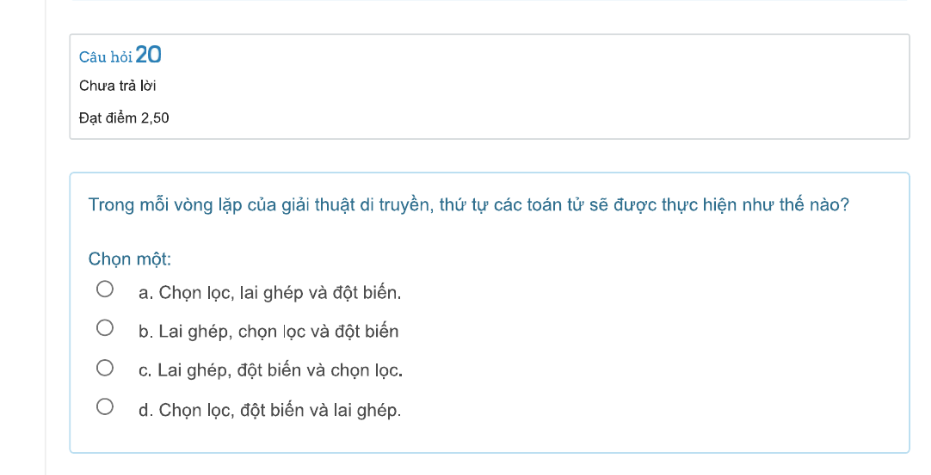 Câu hỏi 20
Chưa trả lời
Đạt điểm 2,50
Trong mỗi vòng lặp của giải thuật di truyền, thứ tự các toán tử sẽ được thực hiện như thế nào?
Chọn một:
a. Chọn lọc, lai ghép và đột biến.
b. Lai ghép, chọn lọc và đột biến
c. Lai ghép, đột biến và chọn lọc.
d. Chọn lọc, đột biến và lai ghép.